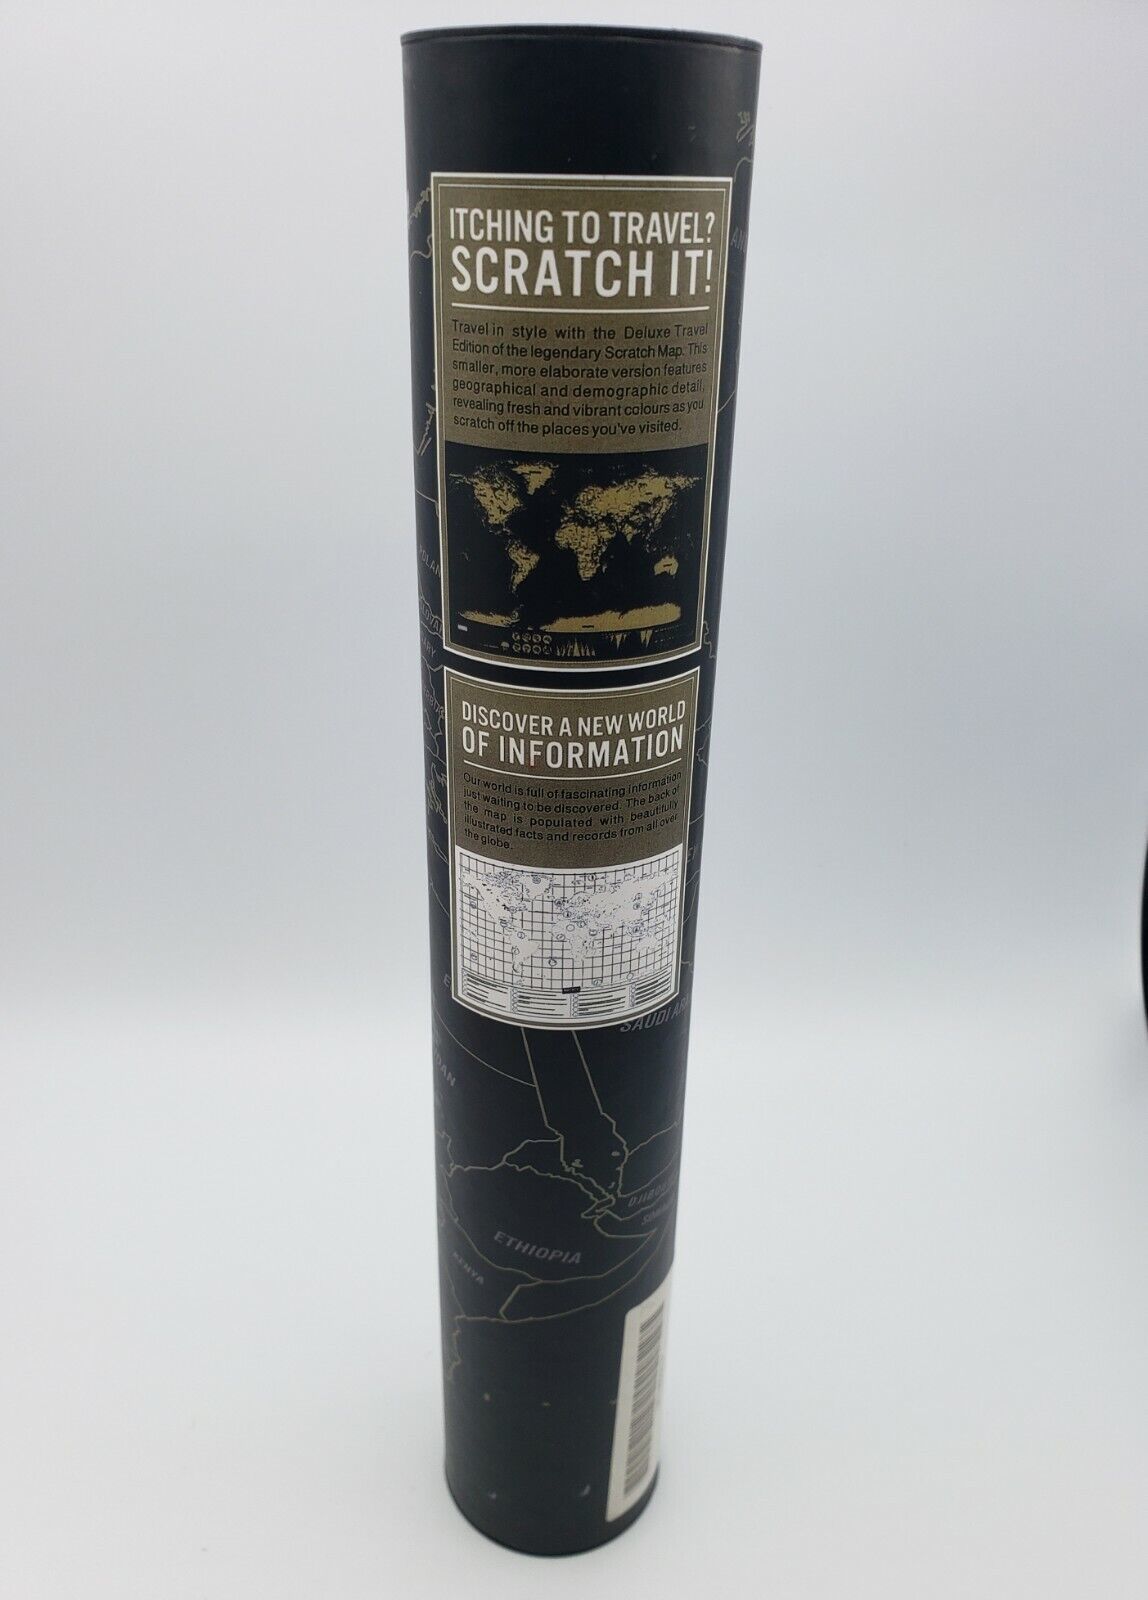 ITCHING TO TRAVEL?
SCRATCH IT!
Travel in style with the Deluxe Travel
Edition of the legendary Scratch Map. This
smaller, more elaborate version features
geographical and demographic detail,
revealing fresh and vibrant colours as you
scratch off the places you've visited.
DISCOVER A NEW WORLD
OF INFORMATION
Our world is full of fascinating information
just waiting to be discovered. The back of
the map is populated with beautifully
illustrated facts and records from all over
the globe.
SAUDI AR
ETHIOPIA
KENYA